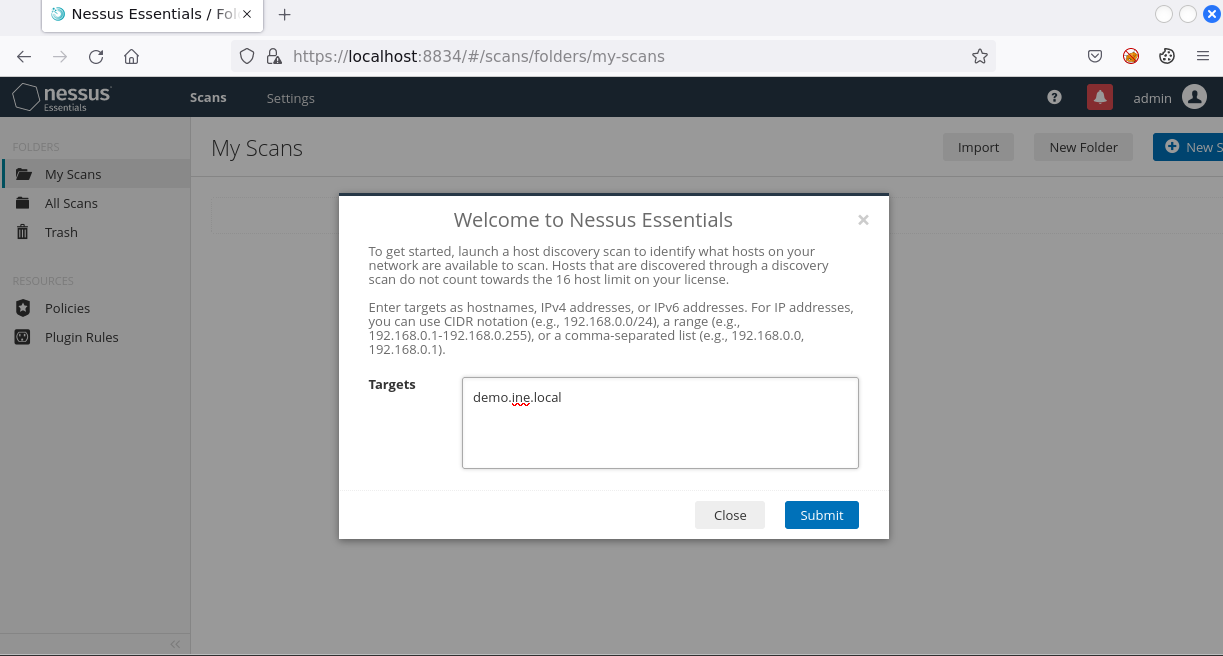 Nessus Essentials / Fol
https://localhost:8834/#/scans/folders/my-scans
nessus
Essentials
Scans
Settings
admin
FOLDERS
My Scans
All Scans
Trash
RESOURCES
Policies
Plugin Rules
My Scans
Import
New Folder
New S
Welcome to Nessus Essentials
To get started, launch a host discovery scan to identify what hosts on your
network are available to scan. Hosts that are discovered through a discovery
scan do not count towards the 16 host limit on your license.
Enter targets as hostnames, IPv4 addresses, or IPv6 addresses. For IP addresses,
you can use CIDR notation (e.g., 192.168.0.0/24), a range (e.g.,
192.168.0.1-192.168.0.255), or a comma-separated list (e.g., 192.168.0.0,
192.168.0.1).
Targets
demo.ine.local
Close
Submit